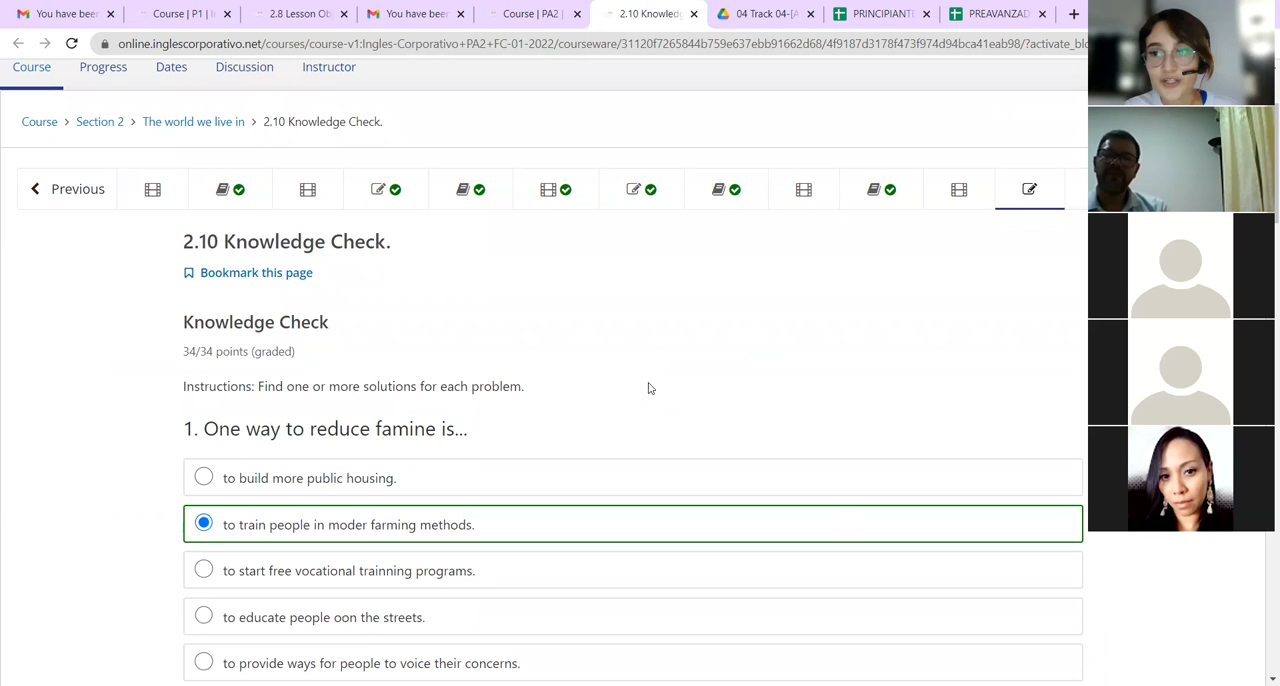 You have beer
Course | P1 | I
2.8 Lesson Ob
You have beer
Course | PA2 |
2.10 Knowledg
04 Track 04-[A
PRINCIPIANTE
PREAVANZAD
online.inglescorporativo.net/courses/course-v1:Ingles-Corporativo+PA2+FC-01-2022/courseware/31120f7265844b759e637ebb91662d68/4f9187d3178f473f974d94bca41eab98/?activate_blo
Course Progress Dates Discussion Instructor
Course > Section 2 > The world we live in > 2.10 Knowledge Check.
Previous
2.10 Knowledge Check.
Bookmark this page
Knowledge Check
34/34 points (graded)
Instructions: Find one or more solutions for each problem.
1. One way to reduce famine is...
to build more public housing.
to train people in moder farming methods.
to start free vocational trainning programs.
to educate people oon the streets.
to provide ways for people to voice their concerns.